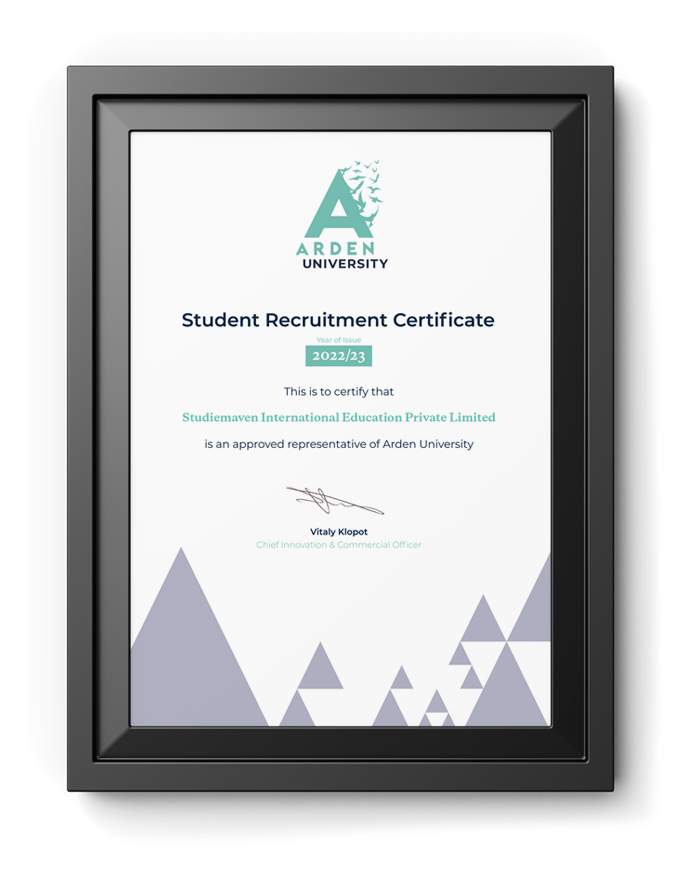 ARDEN
UNIVERSITY
Student Recruitment Certificate
Year of Issue
2022/23
This is to certify that
Studiemaven International Education Private Limited
is an approved representative of Arden University
Vitaly Klopot
Chief Innovation & Commercial Officer